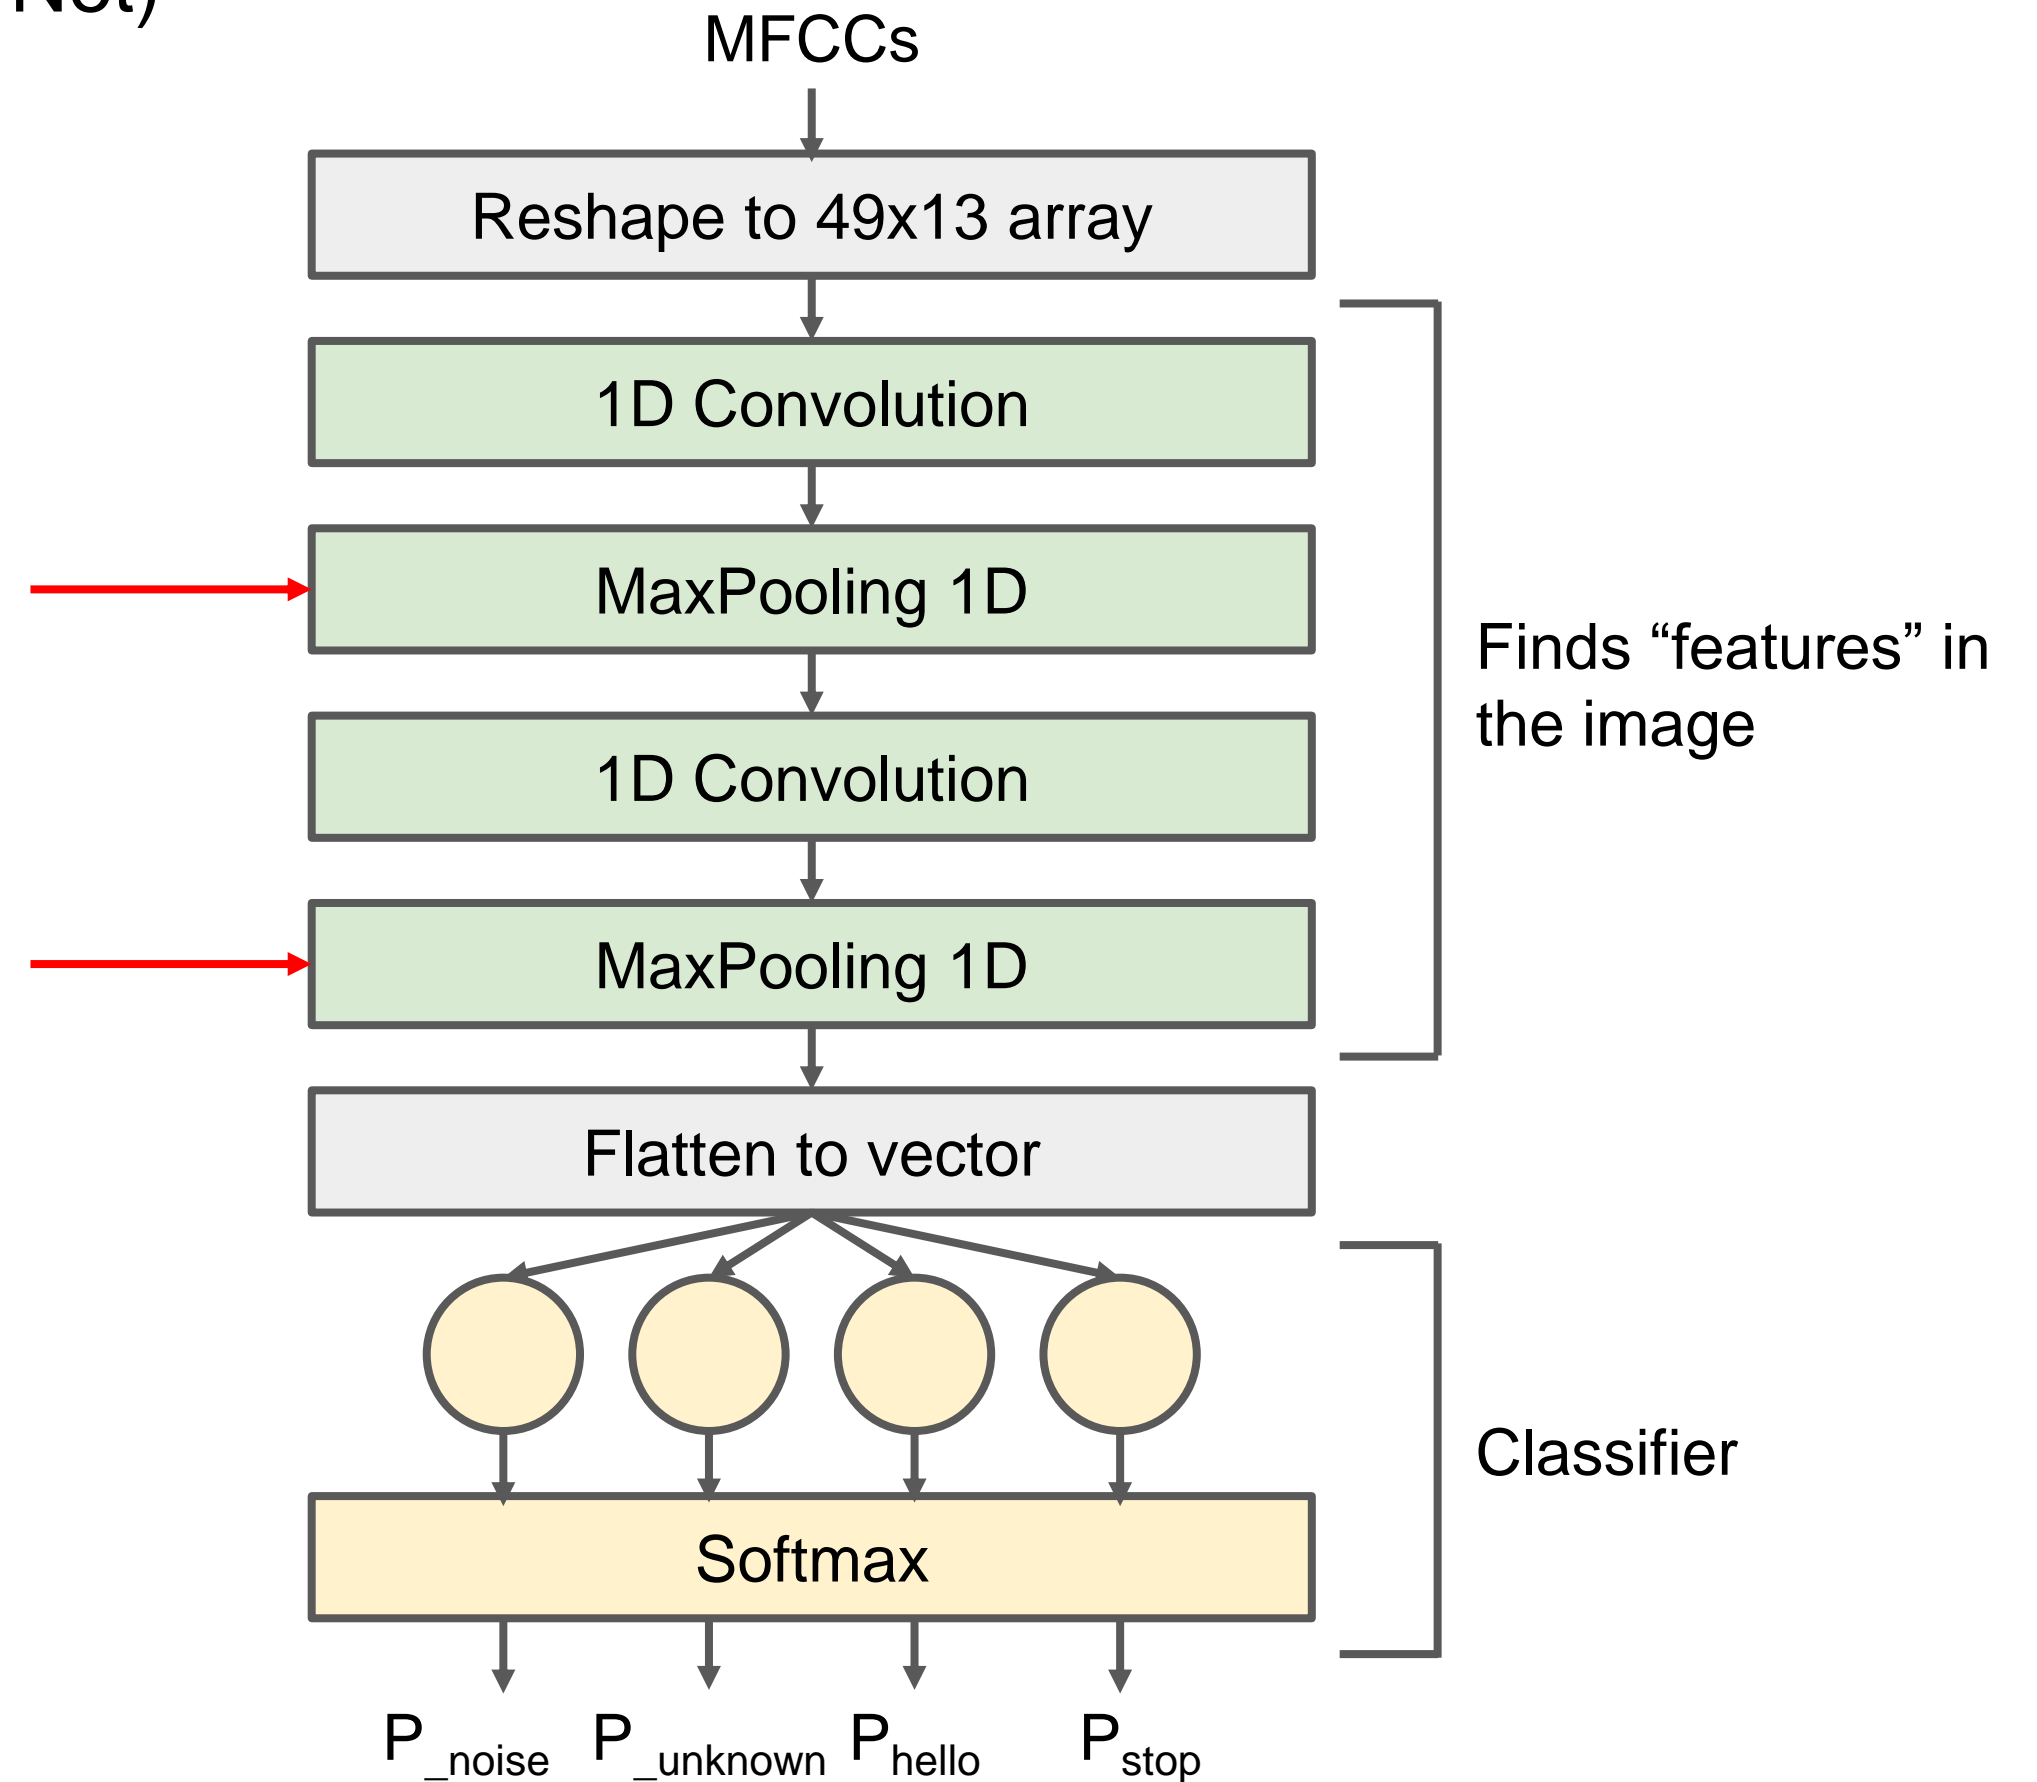 Net)
MFCCs
Reshape to 49x13 array
1D Convolution
MaxPooling 1D
1D Convolution
MaxPooling 1D
Finds “features” in
the image
Flatten to vector
Classifier
Softmax
P_noise P_unknown Phello Pstop